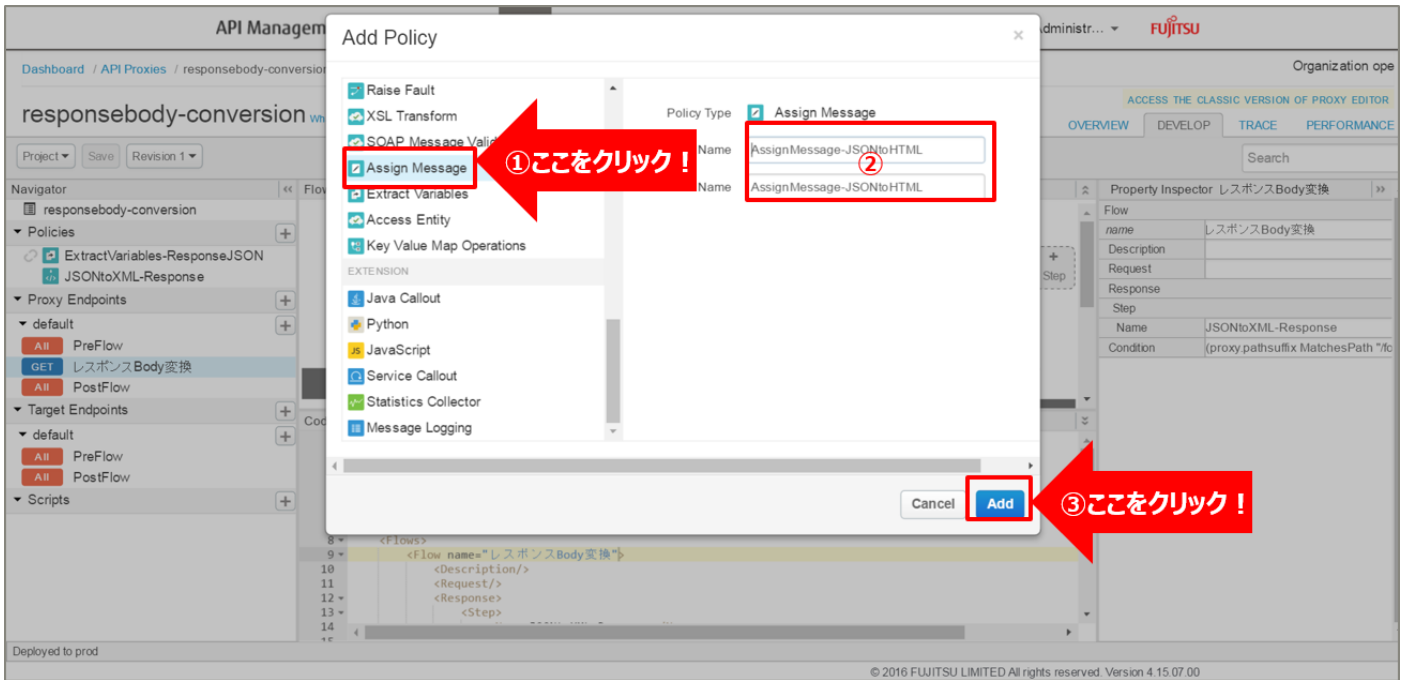 API Managem
Administr...
FUJITSU
Dashboard / API Proxies / responsebody-conversion
Organization ope
ACCESS THE CLASSIC VERSION OF PROXY EDITOR
responsebody-conversion
OVERVIEW DEVELOP TRACE PERFORMANCE
Project Save Revision 1
Search
Add Policy ×
Raise Fault
XSL Transform
SOAP Message Valid
Assign Message
Extract Variables
Access Entity
Key Value Map Operations
EXTENSION
Java Callout
Python
JavaScript
Service Callout
Statistics Collector
Message Logging
Policy Type Assign Message
Name AssignMessage-JSONtoHTML
Name AssignMessage-JSONtoHTML
①ここをクリック！
②
Cancel Add
③ここをクリック！
Navigator
Flow
responsebody-conversion
Policies
ExtractVariables-ResponseJSON
JSONtoXML-Response
Proxy Endpoints
default
All PreFlow
GET レスポンスBody変換
All PostFlow
Target Endpoints
default
All PreFlow
All PostFlow
Scripts
+
Step
Cod
Property Inspector レスポンスBody変換
Flow
name レスポンスBody変換
Description
Request
Response
Step
Name JSONtoXML-Response
Condition (proxy.pathsuffix MatchesPath "/fo
8 <Flows>
9 <Flow name="レスポンスBody変換">
10 <Description/>
11 <Request/>
12 <Response>
13 <Step>
14
15
Deployed to prod
© 2016 FUJITSU LIMITED All rights reserved. Version 4.15.07.00